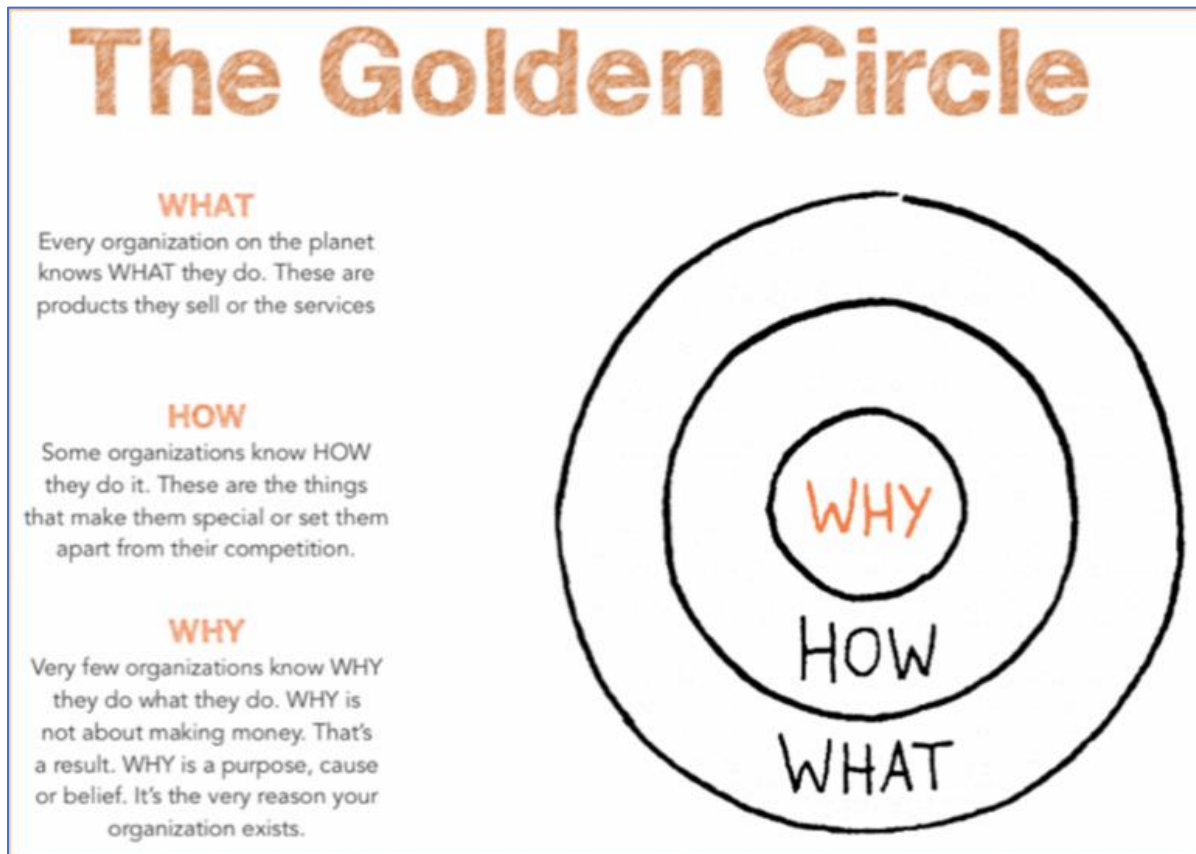 The Golden Circle
WHAT
Every organization on the planet
knows WHAT they do. These are
products they sell or the services
HOW
Some organizations know HOW
they do it. These are the things
that make them special or set them
apart from their competition.
WHY
Very few organizations know WHY
they do what they do. WHY is
not about making money. That's
a result. WHY is a purpose, cause
or belief. It's the very reason your
organization exists.
WHY
HOW
WHAT